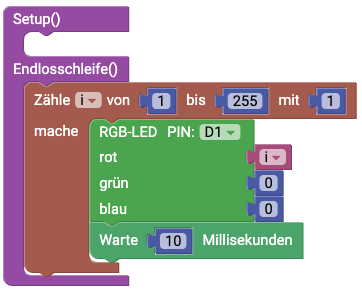 Setup()
Endlosschleife()
Zähle i von 1 bis 255 mit 1
mache RGB-LED PIN: D1
rot i
grün 0
blau 0
Warte 10 Millisekunden